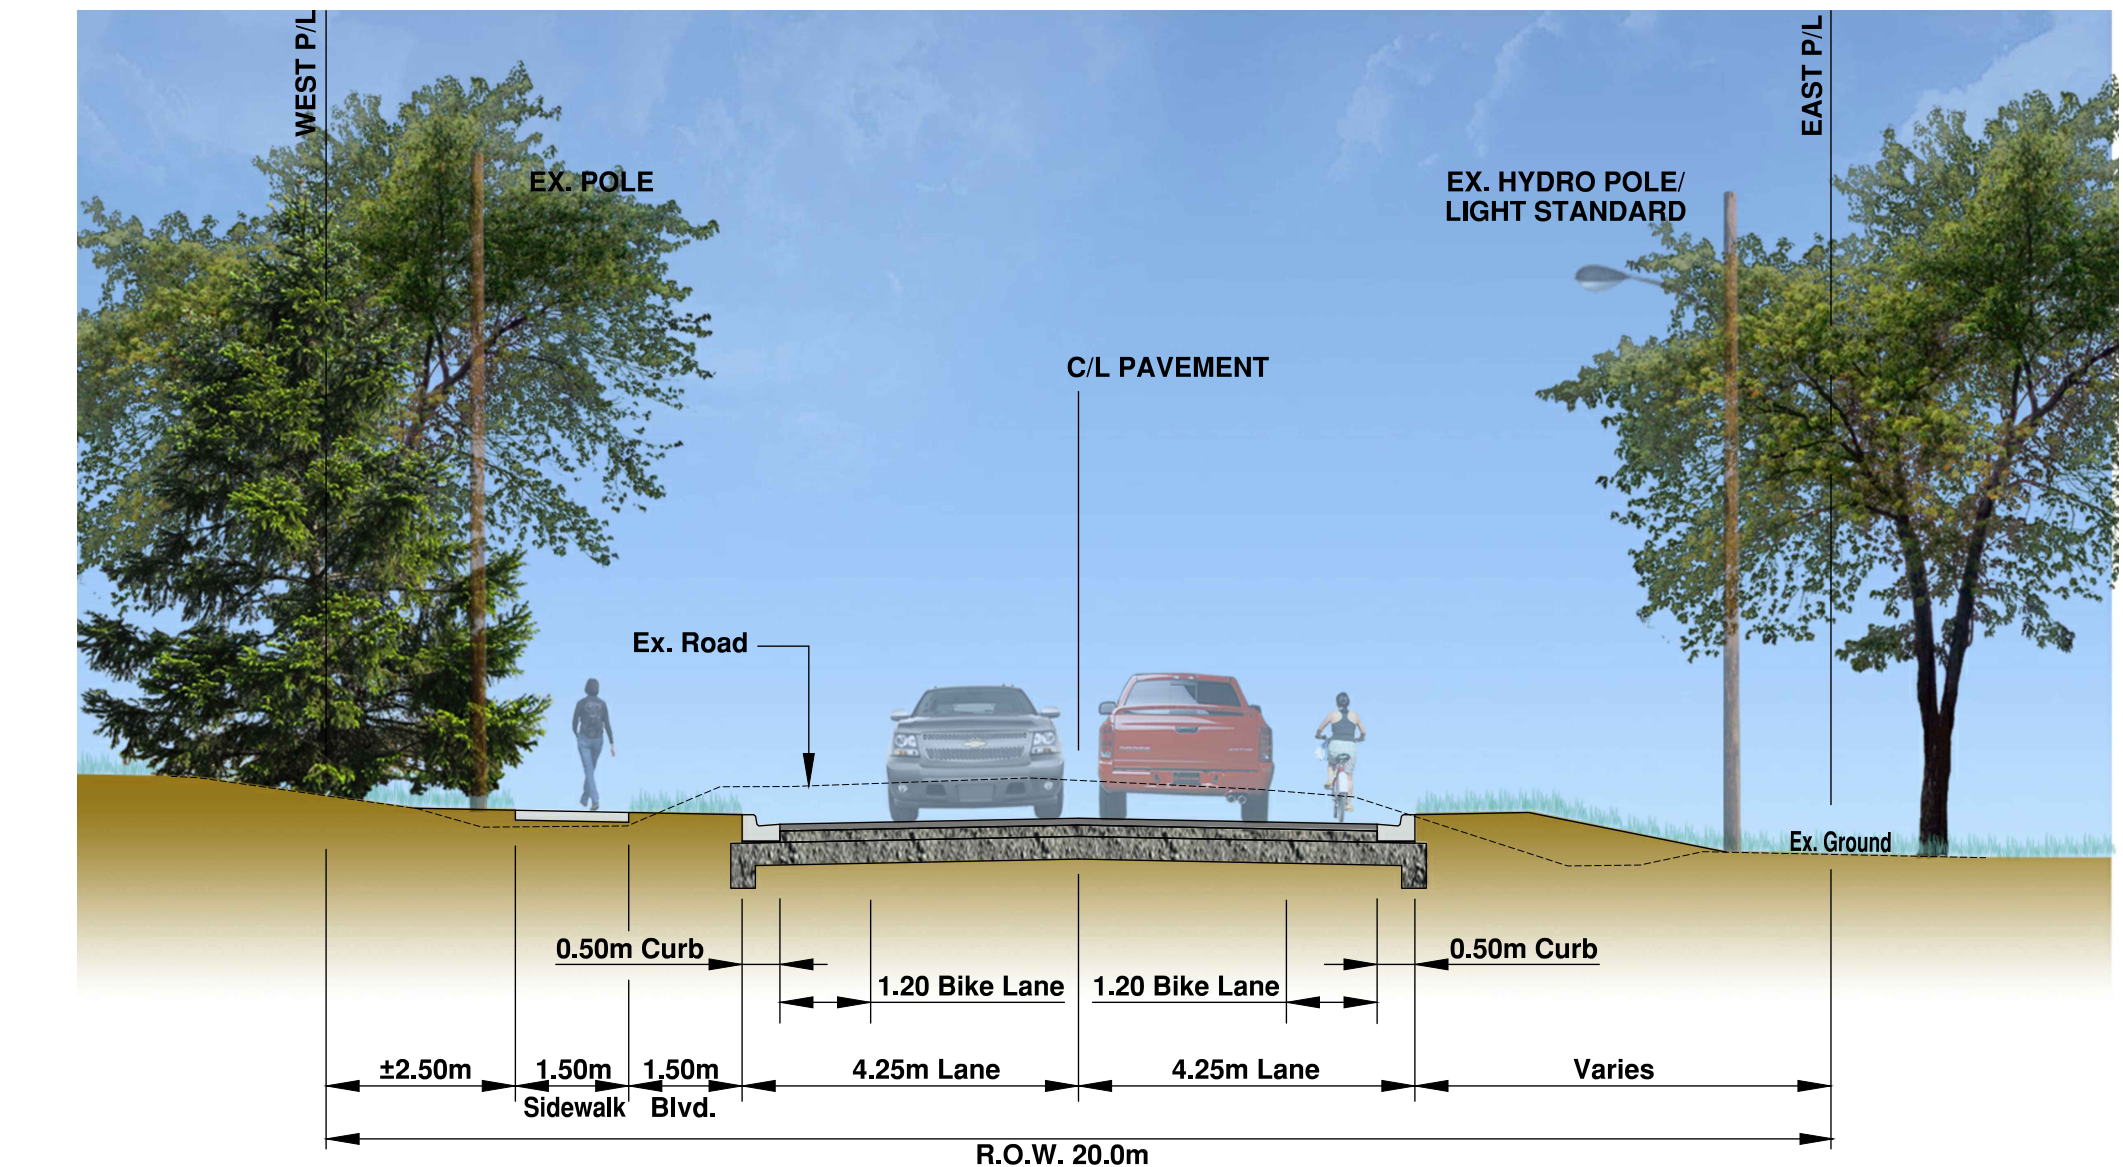 WEST P/L
EAST P/L
EX. POLE
EX. HYDRO POLE/
LIGHT STANDARD
C/L PAVEMENT
Ex. Road
Ex. Ground
0.50m Curb
0.50m Curb
1.20 Bike Lane
1.20 Bike Lane
±2.50m
1.50m
1.50m
4.25m Lane
4.25m Lane
Varies
Sidewalk
Blvd.
R.O.W. 20.0m